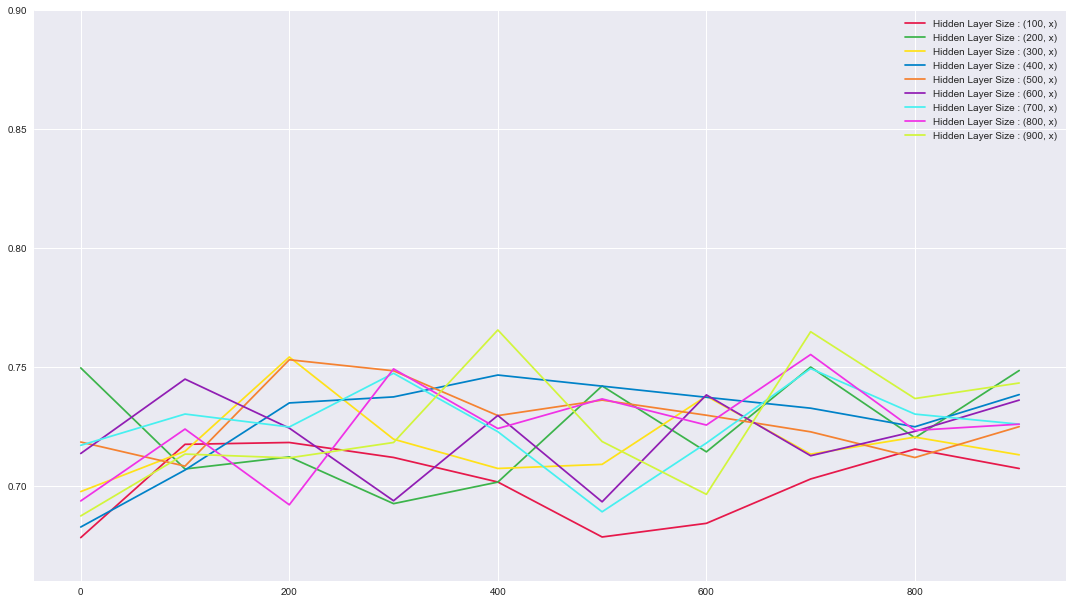 0.90
0.85
0.80
0.75
0.70
0
200
400
600
800
Hidden Layer Size : (100, x)
Hidden Layer Size : (200, x)
Hidden Layer Size : (300, x)
Hidden Layer Size : (400, x)
Hidden Layer Size : (500, x)
Hidden Layer Size : (600, x)
Hidden Layer Size : (700, x)
Hidden Layer Size : (800, x)
Hidden Layer Size : (900, x)